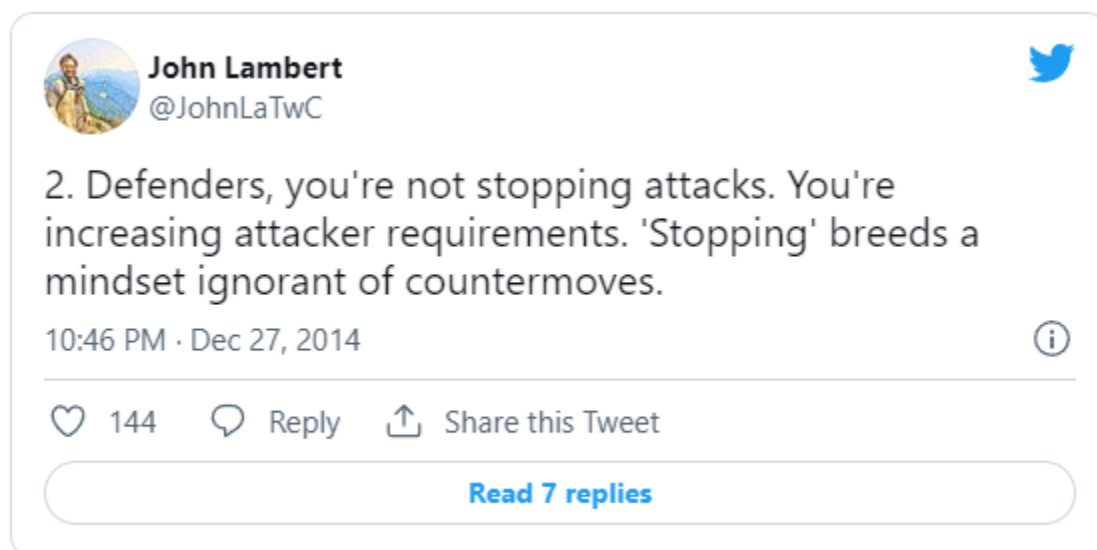 John Lambert
@JohnLaTwC
2. Defenders, you're not stopping attacks. You're
increasing attacker requirements. 'Stopping' breeds a
mindset ignorant of countermoves.
10:46 PM · Dec 27, 2014
144 Reply Share this Tweet
Read 7 replies